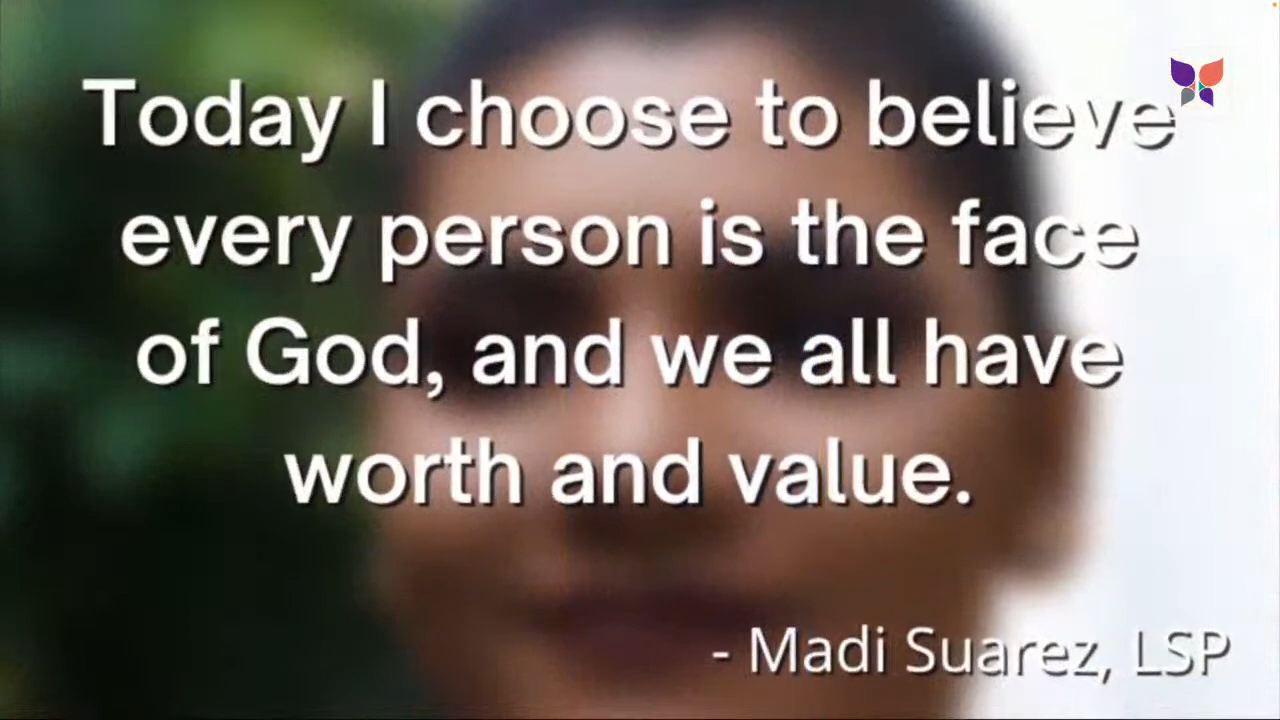 Today I choose to believe
every person is the face
of God, and we all have
worth and value.
- Madi Suarez, LSP